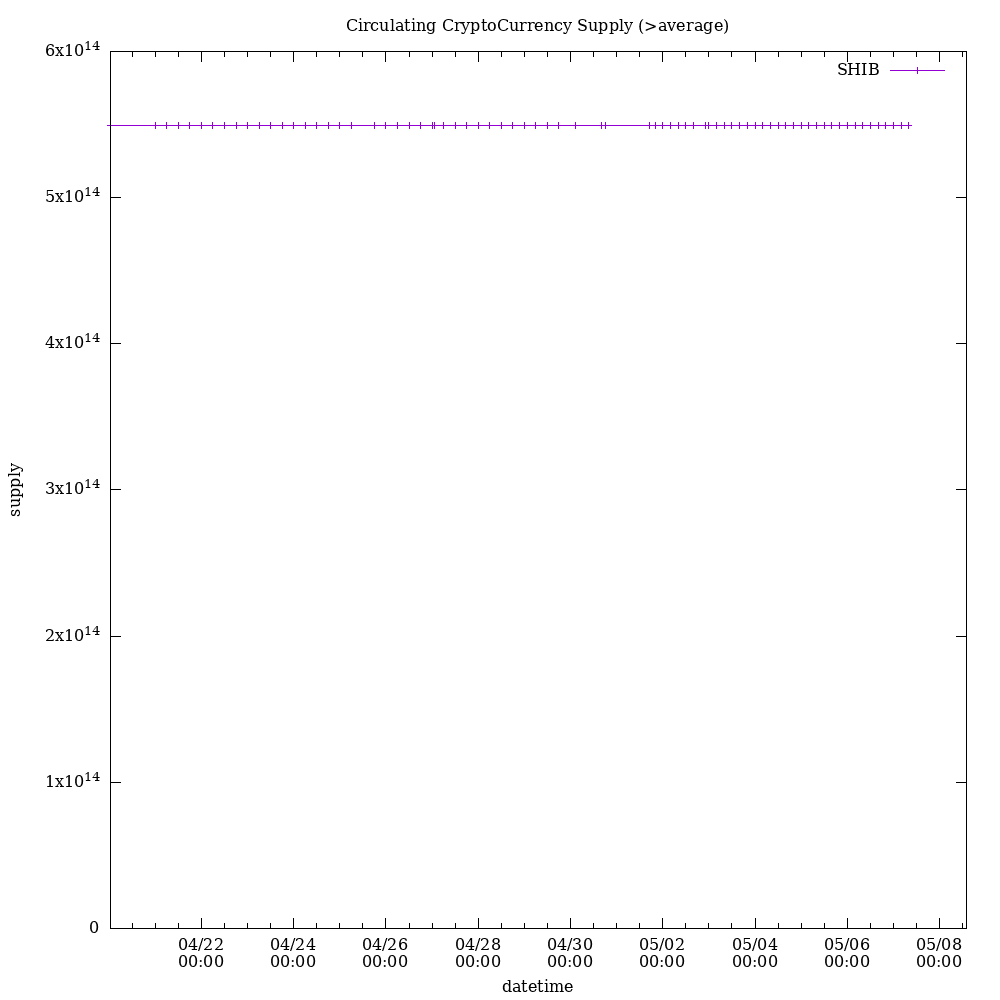 Circulating CryptoCurrency Supply (>average)
SHIB
6x10^14
5x10^14
4x10^14
3x10^14
2x10^14
1x10^14
0
supply
04/22 04/24 04/26 04/28 04/30 05/02 05/04 05/06 05/08
00:00 00:00 00:00 00:00 00:00 00:00 00:00 00:00 00:00
datetime